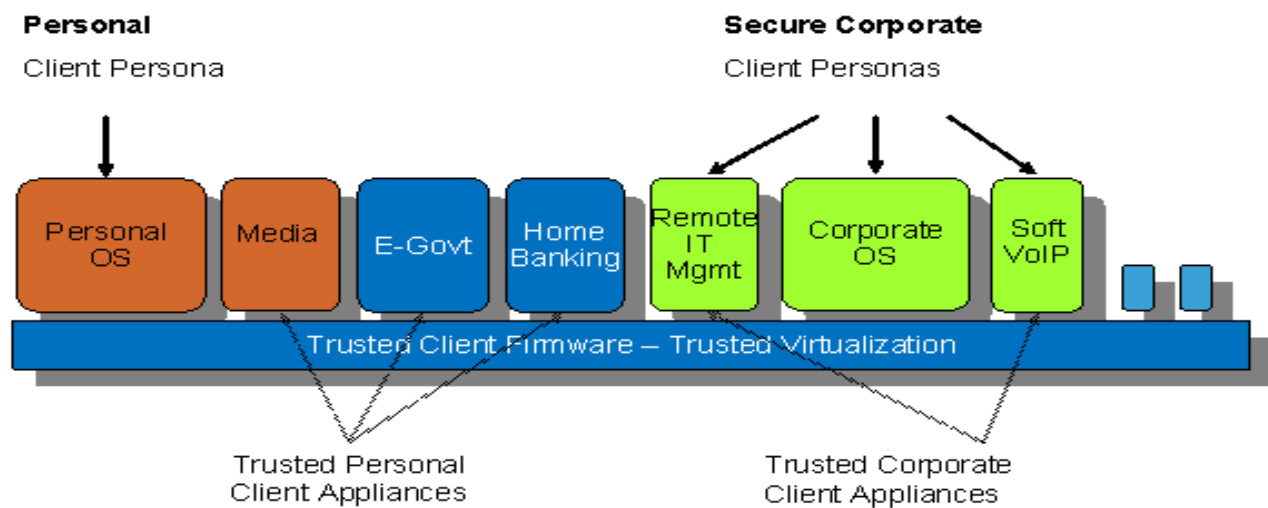 Personal
Client Persona
Secure Corporate
Client Personas
Personal
OS
Media
E-Govt
Home
Banking
Remote
IT
Mgmt
Corporate
OS
Soft
VoIP
Trusted Client Firmware – Trusted Virtualization
Trusted Personal
Client Appliances
Trusted Corporate
Client Appliances